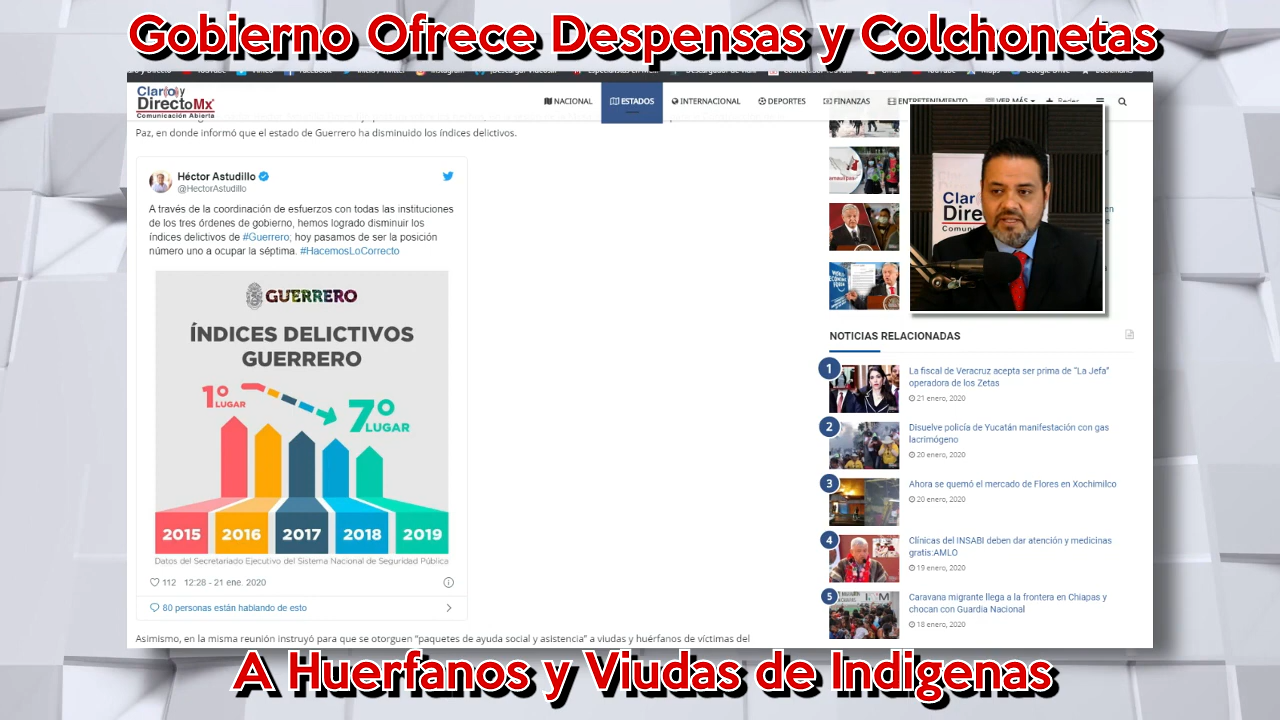 Gobierno Ofrece Despensas y Colchonetas
Claro y
DirectoMx
Comunicación Abierta
NACIONAL
ESTADOS
INTERNACIONAL
DEPORTES
FINANZAS
ENTRETENIMIENTO
VER MÁS
Redes
Paz, en donde informó que el estado de Guerrero ha disminuido los índices delictivos.
Héctor Astudillo
@HectorAstudillo
A través de la coordinación de esfuerzos con todas las instituciones
de los tres órdenes de gobierno, hemos logrado disminuir los
índices delictivos de #Guerrero; hoy pasamos de ser la posición
número uno a ocupar la séptima. #HacemosLoCorrecto
GUERRERO
ÍNDICES DELICTIVOS
GUERRERO
1º
LUGAR
7º
LUGAR
2015
2016
2017
2018
2019
Datos del Secretariado Ejecutivo del Sistema Nacional de Seguridad Pública
112 12:28 - 21 ene. 2020
80 personas están hablando de esto
Asimismo, en la misma reunión instruyó para que se otorguen “paquetes de ayuda social y asistencia” a viudas y huérfanos de víctimas del
NOTICIAS RELACIONADAS
1
La fiscal de Veracruz acepta ser prima de “La Jefa”
operadora de los Zetas
21 enero, 2020
2
Disuelve policía de Yucatán manifestación con gas
lacrimógeno
20 enero, 2020
3
Ahora se quemó el mercado de Flores en Xochimilco
20 enero, 2020
4
Clínicas del INSABI deben dar atención y medicinas
gratis:AMLO
19 enero, 2020
5
Caravana migrante llega a la frontera en Chiapas y
chocan con Guardia Nacional
18 enero, 2020
A Huerfanos y Viudas de Indigenas